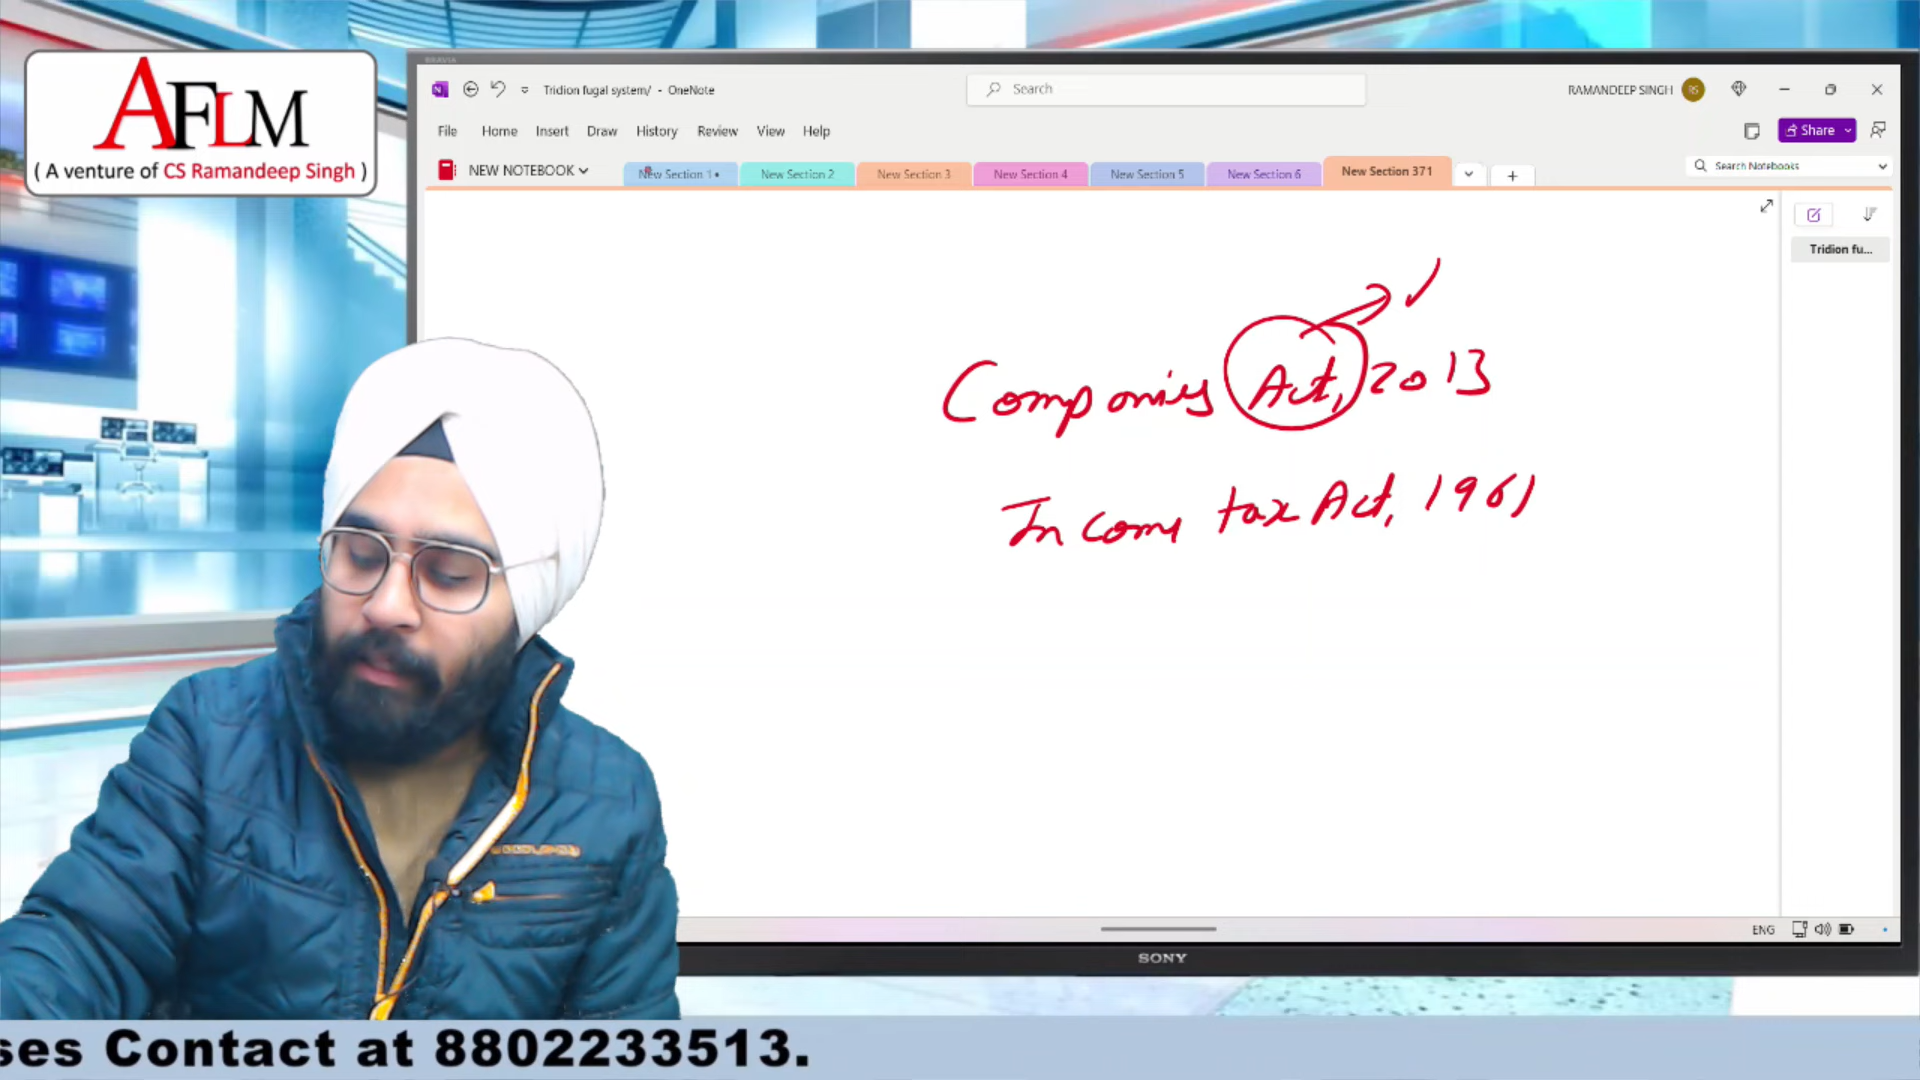 AFLM
( A venture of CS Ramandeep Singh )
BRAVIA
Tridion fugal system/ - OneNote
Search
RAMANDEEP SINGH
RS
File Home Insert Draw History Review View Help
Share
NEW NOTEBOOK
New Section 1
New Section 2
New Section 3
New Section 4
New Section 5
New Section 6
New Section 371
Search Notebooks
Tridion fu...
Companies Act, 2013
Income tax Act, 1961
ENG
SONY
ses Contact at 8802233513.